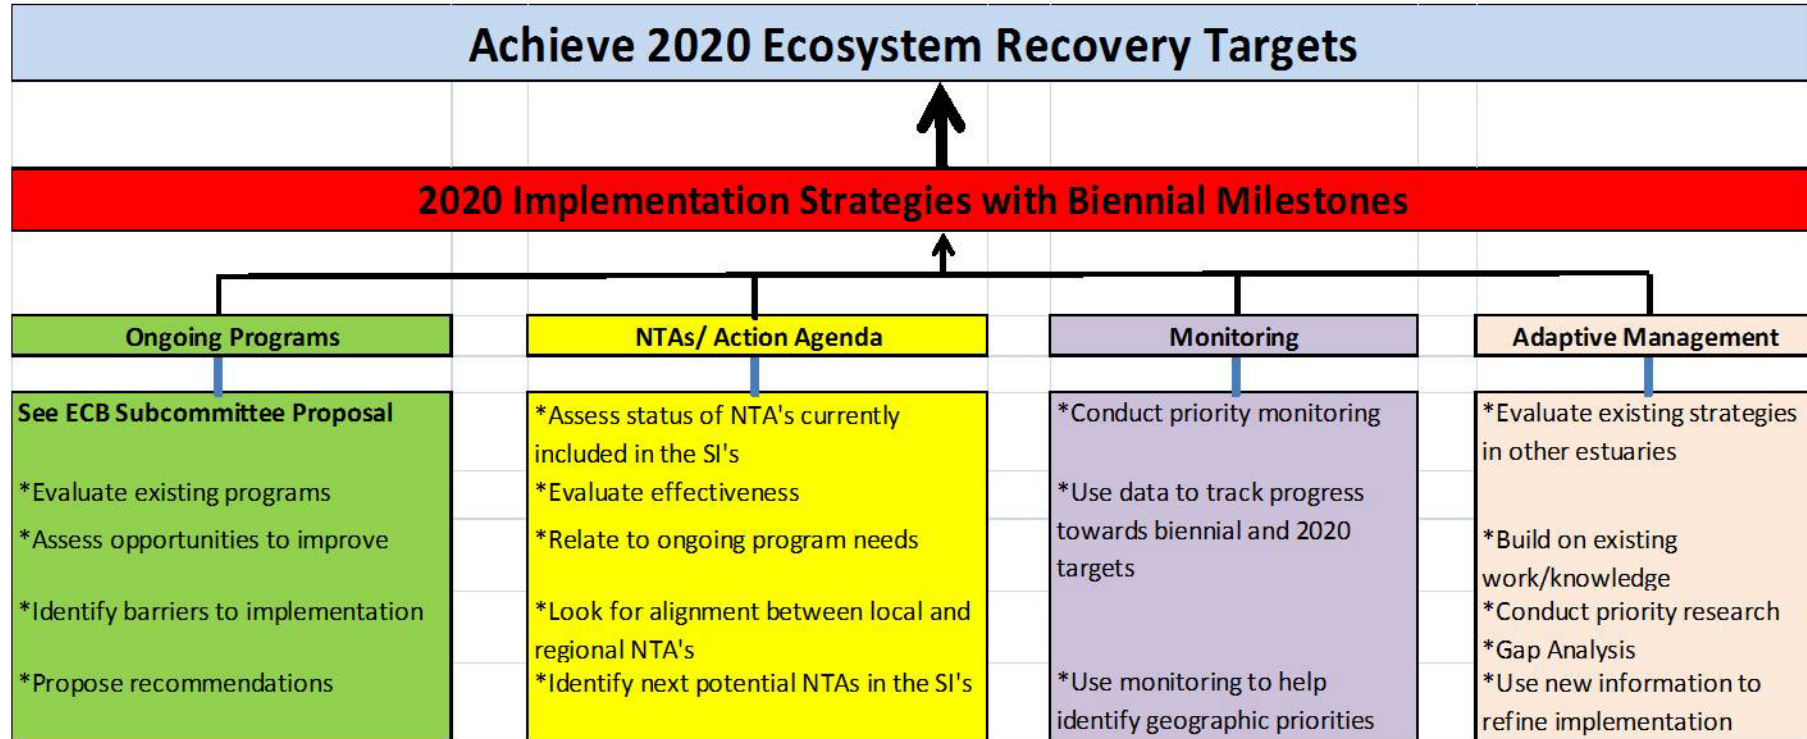 Achieve 2020 Ecosystem Recovery Targets
2020 Implementation Strategies with Biennial Milestones
Ongoing Programs
See ECB Subcommittee Proposal
*Evaluate existing programs
*Assess opportunities to improve
*Identify barriers to implementation
*Propose recommendations
NTAs/ Action Agenda
*Assess status of NTA's currently
included in the SI's
*Evaluate effectiveness
*Relate to ongoing program needs
*Look for alignment between local and
regional NTA's
*Identify next potential NTAs in the SI's
Monitoring
*Conduct priority monitoring
*Use data to track progress
towards biennial and 2020
targets
*Use monitoring to help
identify geographic priorities
Adaptive Management
*Evaluate existing strategies
in other estuaries
*Build on existing
work/knowledge
*Conduct priority research
*Gap Analysis
*Use new information to
refine implementation